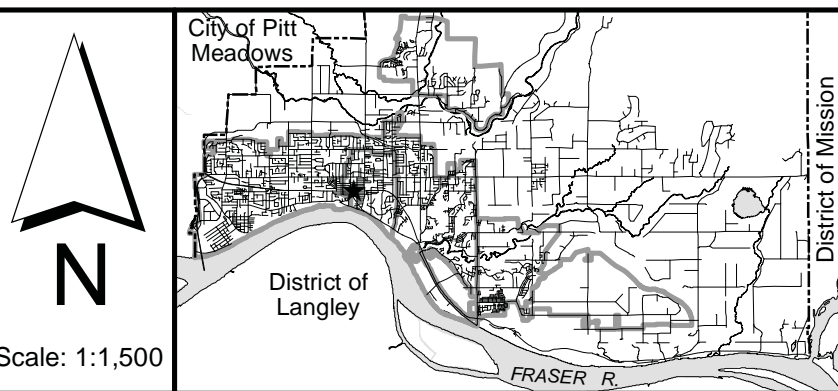 N
Scale: 1:1,500
City of Pitt
Meadows
District of
Langley
District of Mission
FRASER R.